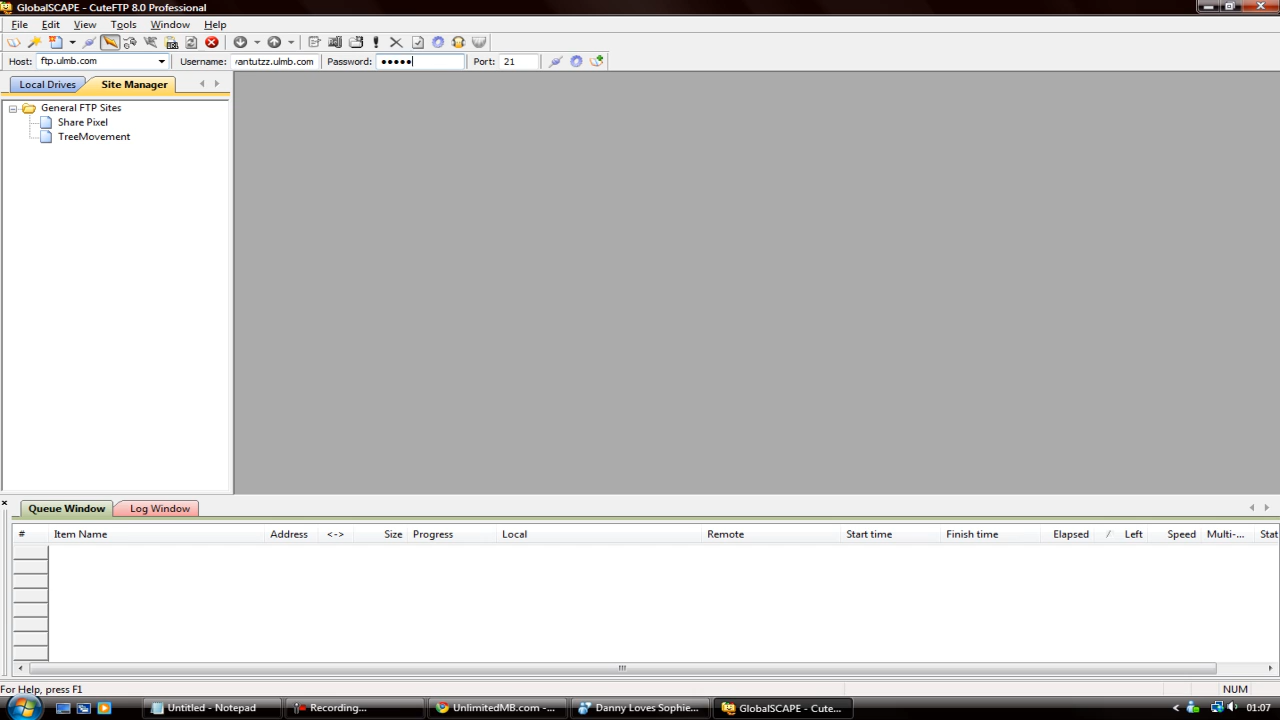 GlobalSCAPE - CuteFTP 8.0 Professional
File Edit View Tools Window Help
Host: ftp.ulmb.com Username: rantutzz.ulmb.com Password: ●●●●● Port: 21
Local Drives Site Manager
General FTP Sites
Share Pixel
TreeMovement
Queue Window Log Window
# Item Name Address <-> Size Progress Local Remote Start time Finish time Elapsed / Left Speed Multi-... Stat
For Help, press F1 NUM
Untitled - Notepad Recording... UnlimitedMB.com -... Danny Loves Sophie... GlobalSCAPE - Cute... 01:07